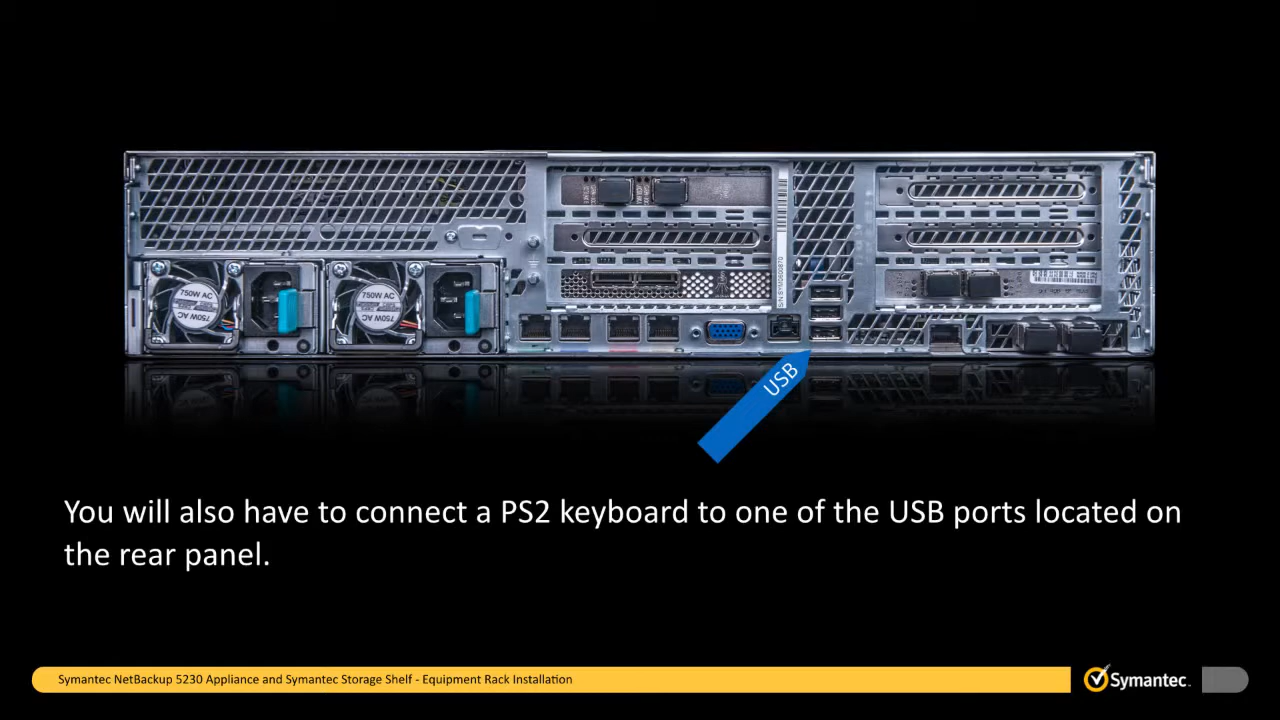 750W AC
750W AC
750W AC
750W AC
USB
You will also have to connect a PS2 keyboard to one of the USB ports located on
the rear panel.
Symantec NetBackup 5230 Appliance and Symantec Storage Shelf - Equipment Rack Installation
Symantec.